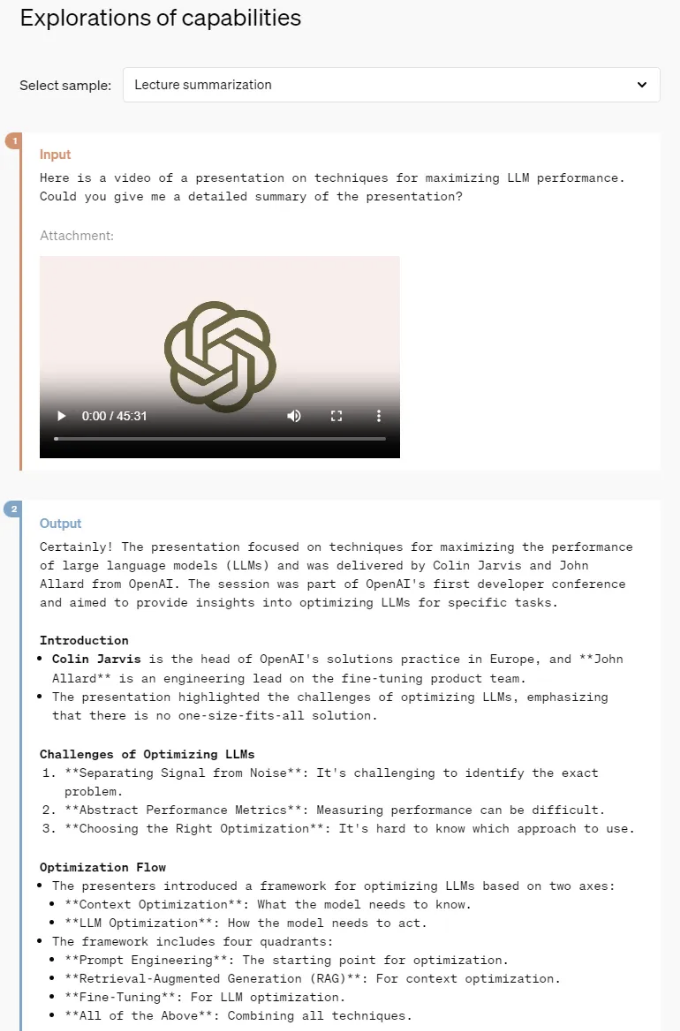 Explorations of capabilities
Select sample:
Lecture summarization
1
Input
Here is a video of a presentation on techniques for maximizing LLM performance.
Could you give me a detailed summary of the presentation?
Attachment:
0:00 / 45:31
2
Output
Certainly! The presentation focused on techniques for maximizing the performance
of large language models (LLMs) and was delivered by Colin Jarvis and John
Allard from OpenAI. The session was part of OpenAI's first developer conference
and aimed to provide insights into optimizing LLMs for specific tasks.
Introduction
• Colin Jarvis is the head of OpenAI's solutions practice in Europe, and **John
Allard** is an engineering lead on the fine-tuning product team.
• The presentation highlighted the challenges of optimizing LLMs, emphasizing
that there is no one-size-fits-all solution.
Challenges of Optimizing LLMs
1. **Separating Signal from Noise**: It's challenging to identify the exact
problem.
2. **Abstract Performance Metrics**: Measuring performance can be difficult.
3. **Choosing the Right Optimization**: It's hard to know which approach to use.
Optimization Flow
• The presenters introduced a framework for optimizing LLMs based on two axes:
• **Context Optimization**: What the model needs to know.
• **LLM Optimization**: How the model needs to act.
• The framework includes four quadrants:
• **Prompt Engineering**: The starting point for optimization.
• **Retrieval-Augmented Generation (RAG)**: For context optimization.
• **Fine-Tuning**: For LLM optimization.
• **All of the Above**: Combining all techniques.